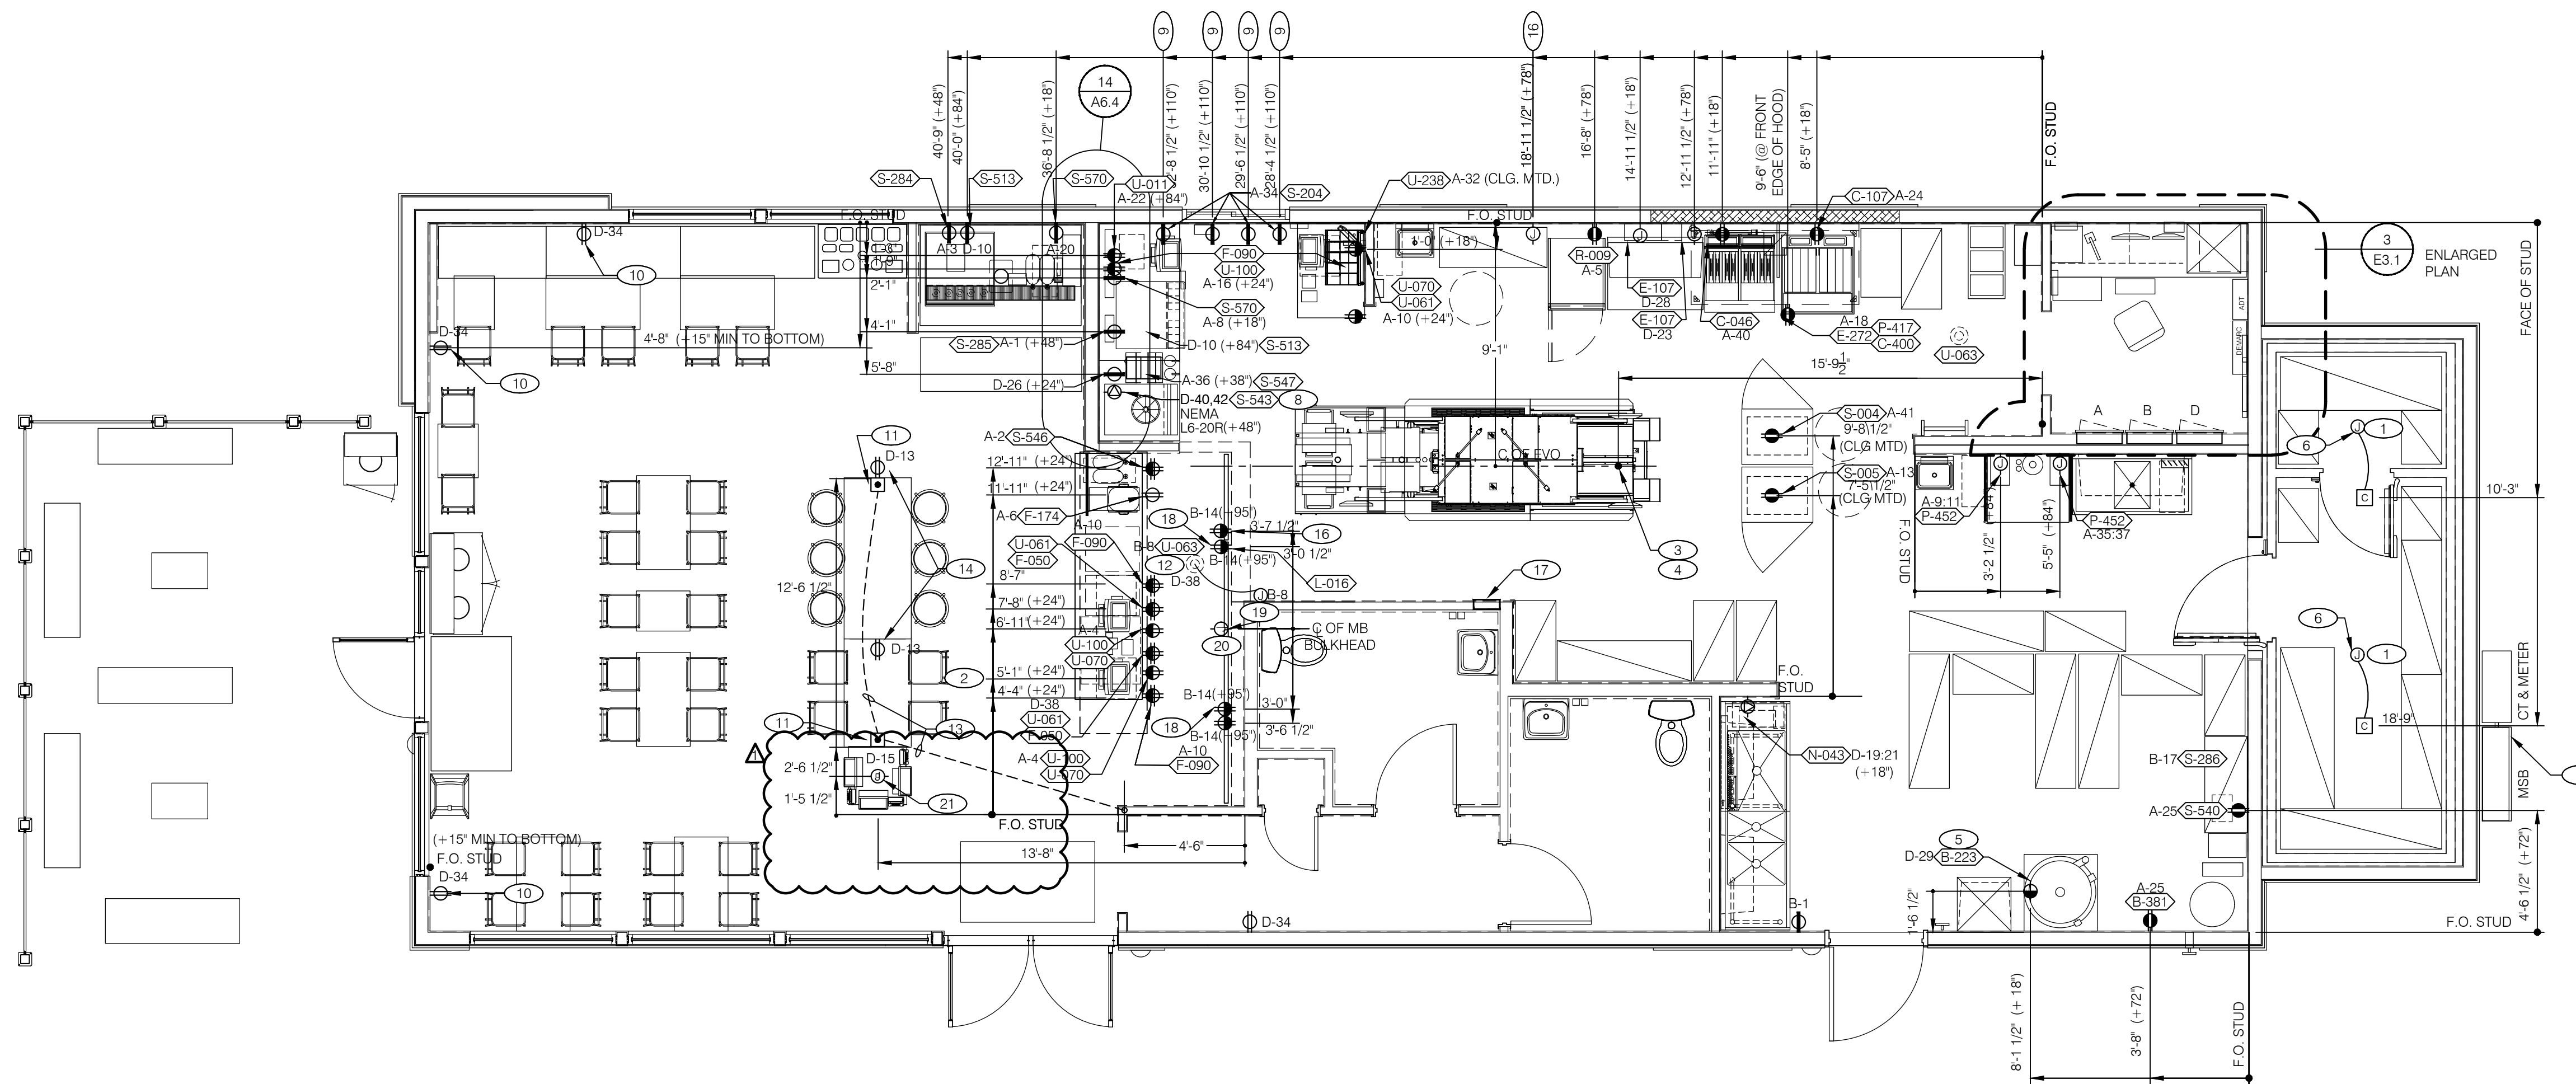 9
9
9
9
16
14
A6.4
40'-9" (+48")
40'-0" (+84")
36'-8 1/2" (+18")
2'-8 1/2" (+110")
30'-10 1/2" (+110")
29'-6 1/2" (+110")
28'-4 1/2" (+110")
18'-11 1/2" (+78")
16'-8" (+78")
14'-11 1/2" (+18")
12'-11 1/2" (+78")
11'-11" (+18")
9'-6" (@ FRONT
EDGE OF HOOD)
8'-5" (+18")
F.O. STUD
S-284
S-513
S-570
U-011
A-22 (+84")
A-34
S-204
U-238
A-32 (CLG. MTD.)
C-107
A-24
F.O. STUD
F.O. STUD
D-34
10
A-3
D-10
A-20
1'-9"
2'-1"
4'-1"
5'-8"
F-090
U-100
A-16 (+24")
S-570
A-8 (+18")
1'-0" (+18")
U-070
U-061
A-10 (+24")
R-009
A-5
E-107
D-28
E-107
D-23
C-046
A-40
A-18
E-272
P-417
C-400
U-063
3
E3.1
ENLARGED
PLAN
ADT
DEMARC
FACE OF STUD
D-34
4'-8" (+15" MIN TO BOTTOM)
10
S-285
A-1 (+48")
D-10 (+84")
S-513
D-26 (+24")
A-36 (+38")
S-547
D-40,42
S-543
8
NEMA
L6-20R(+48")
9'-1"
15'-9 1/2
A
B
D
S-004
A-41
9'-8 1/2"
(CLG MTD)
S-005
A-13
7'-5 1/2"
(CLG MTD)
C OF EVO
6
J
1
C
10'-3"
11
D-13
A-2
S-546
12'-11" (+24")
11'-11" (+24")
A-6
F-174
A-10
U-061
F-050
F-090
8'-7"
7'-8" (+24")
6'-11" (+24")
B-14(+95")
18
3'-7 1/2"
16
B-8
U-063
3'-0 1/2"
B-14(+95")
12
D-38
L-016
J
B-8
19
3
4
17
J
J
A-9:11
P-452
P-452
A-35:37
F.O. STUD
3'-2 1/2" (+84")
5'-5" (+84")
12'-6 1/2"
14
D-13
A-4
U-100
U-070
C OF MB
BULKHEAD
20
2
5'-1" (+24")
4'-4" (+24")
D-38
U-061
F-050
B-14(+95")
3'-0"
18
3'-6 1/2"
B-14(+95")
F.O.
STUD
6
J
1
C
18'-9"
CT & METER
MSB
11
13
1
D-15
2'-6 1/2"
J
21
1'-5 1/2"
A-4
U-100
U-070
A-10
F-090
F.O. STUD
N-043
D-19:21
(+18")
B-17
S-286
A-25
S-540
(+15" MIN TO BOTTOM)
F.O. STUD
D-34
10
13'-8"
4'-6"
5
D-29
B-223
A-25
B-381
1'-6 1/2"
4'-6 1/2" (+72")
F.O. STUD
D-34
B-1
8'-1 1/2" (+ 18")
3'-8" (+72")
F.O. STUD